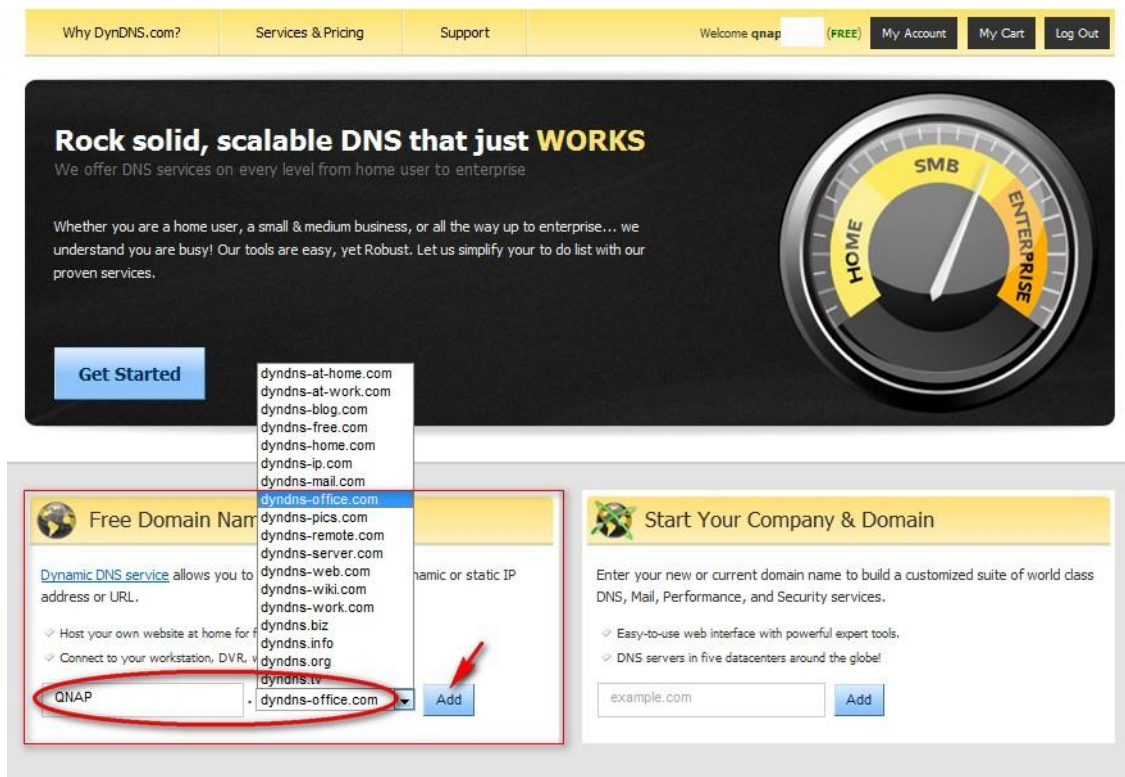 Why DynDNS.com?
Services & Pricing
Support
Welcome qnap
(FREE)
My Account
My Cart
Log Out
Rock solid, scalable DNS that just WORKS
We offer DNS services on every level from home user to enterprise
Whether you are a home user, a small & medium business, or all the way up to enterprise... we
understand you are busy! Our tools are easy, yet Robust. Let us simplify your to do list with our
proven services.
Get Started
HOME
SMB
ENTERPRISE
dyndns-at-home.com
dyndns-at-work.com
dyndns-blog.com
dyndns-free.com
dyndns-home.com
dyndns-ip.com
dyndns-mail.com
dyndns-office.com
dyndns-pics.com
dyndns-remote.com
dyndns-server.com
dyndns-web.com
dyndns-wiki.com
dyndns-work.com
dyndns.biz
dyndns.info
dyndns.org
dyndns.tv
Free Domain
Dynamic DNS service allows you to
or static IP
address or URL.
Host your own website at home for
Connect to your workstation, DVR,
QNAP
. dyndns-office.com
Add
Start Your Company & Domain
Enter your new or current domain name to build a customized suite of world class
DNS, Mail, Performance, and Security services.
Easy-to-use web interface with powerful expert tools.
DNS servers in five datacenters around the globe!
example.com
Add